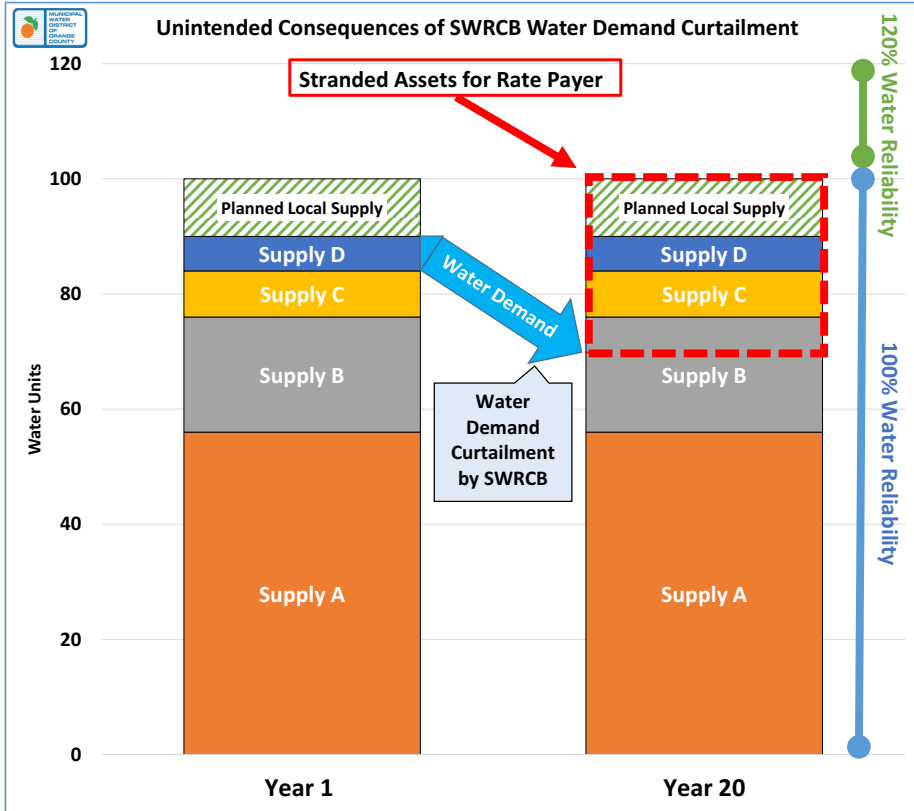 MUNICIPAL
WATER
DISTRICT
OF
ORANGE
COUNTY
Unintended Consequences of SWRCB Water Demand Curtailment
Stranded Assets for Rate Payer
120% Water Reliability
100% Water Reliability
Water Units
120
100
80
60
40
20
0
Planned Local Supply
Supply D
Supply C
Supply B
Supply A
Water Demand
Water
Demand
Curtailment
by SWRCB
Planned Local Supply
Supply D
Supply C
Supply B
Supply A
Year 1
Year 20